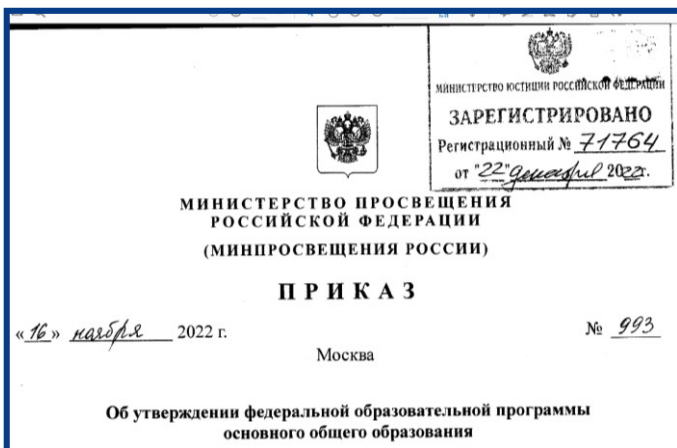 МИНИСТЕРСТВО ЮСТИЦИИ РОССИЙСКОЙ ФЕДЕРАЦИИ
ЗАРЕГИСТРИРОВАНО
Регистрационный № 71764
от "22" декабря 2022г.
МИНИСТЕРСТВО ПРОСВЕЩЕНИЯ
РОССИЙСКОЙ ФЕДЕРАЦИИ
(МИНПРОСВЕЩЕНИЯ РОССИИ)
ПРИКАЗ
«16» ноября 2022 г.
№ 993
Москва
Об утверждении федеральной образовательной программы
основного общего образования